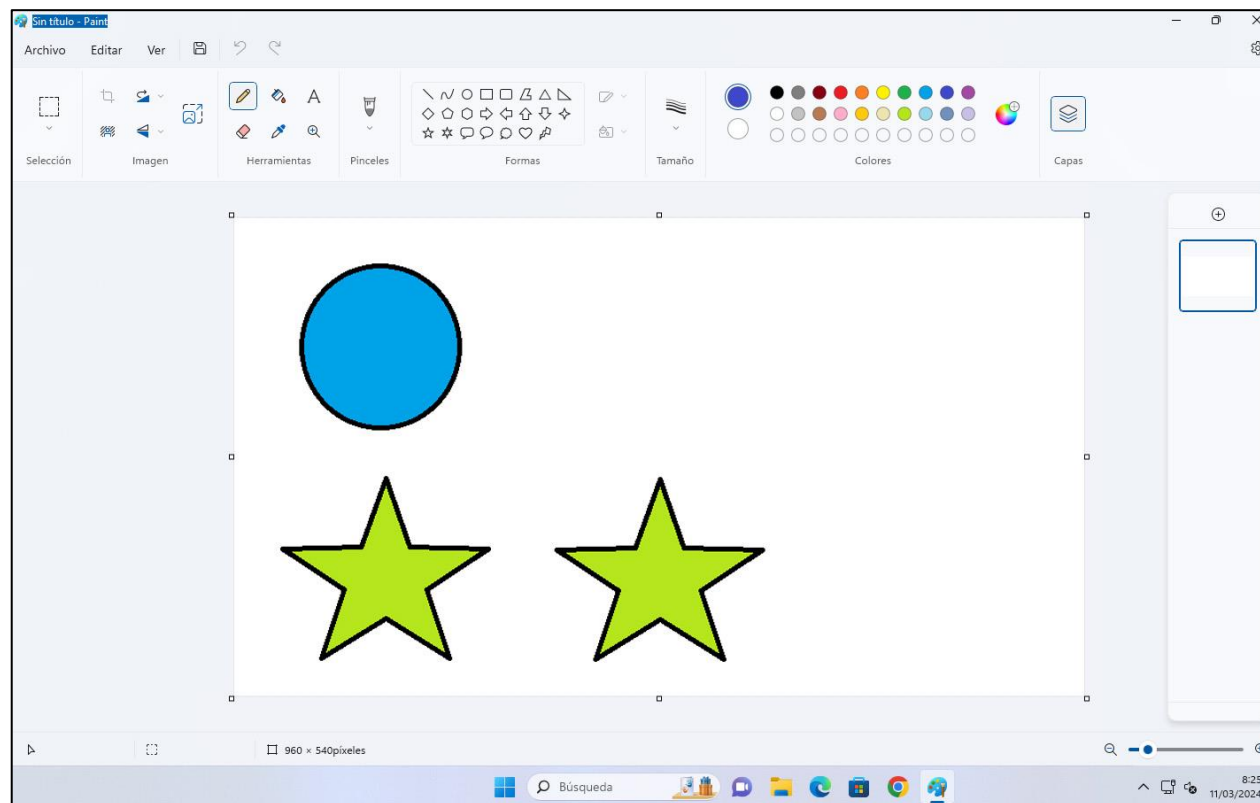 Sin título - Paint
Archivo Editar Ver
A
Selección Imagen Herramientas Pinceles Formas Tamaño Colores Capas
960 × 540píxeles
Búsqueda
8:25
11/03/2024